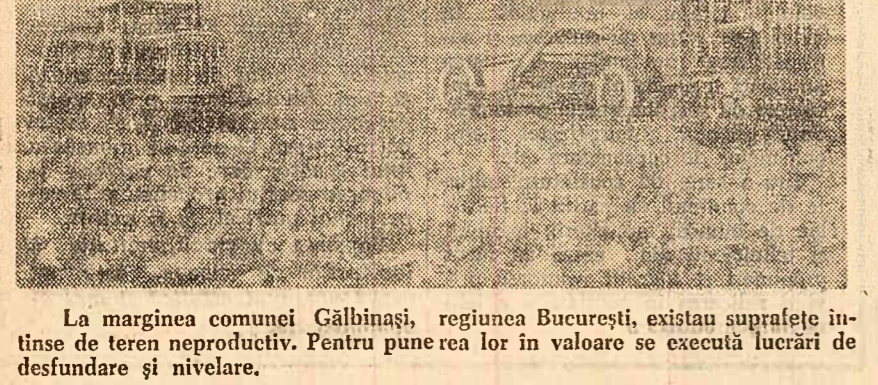 La marginea comunei Gălbinași, regiunea București, existau suprafețe în-
tinse de teren neproductiv. Pentru punerea lor în valoare se execută lucrări de
desfundare și nivelare.